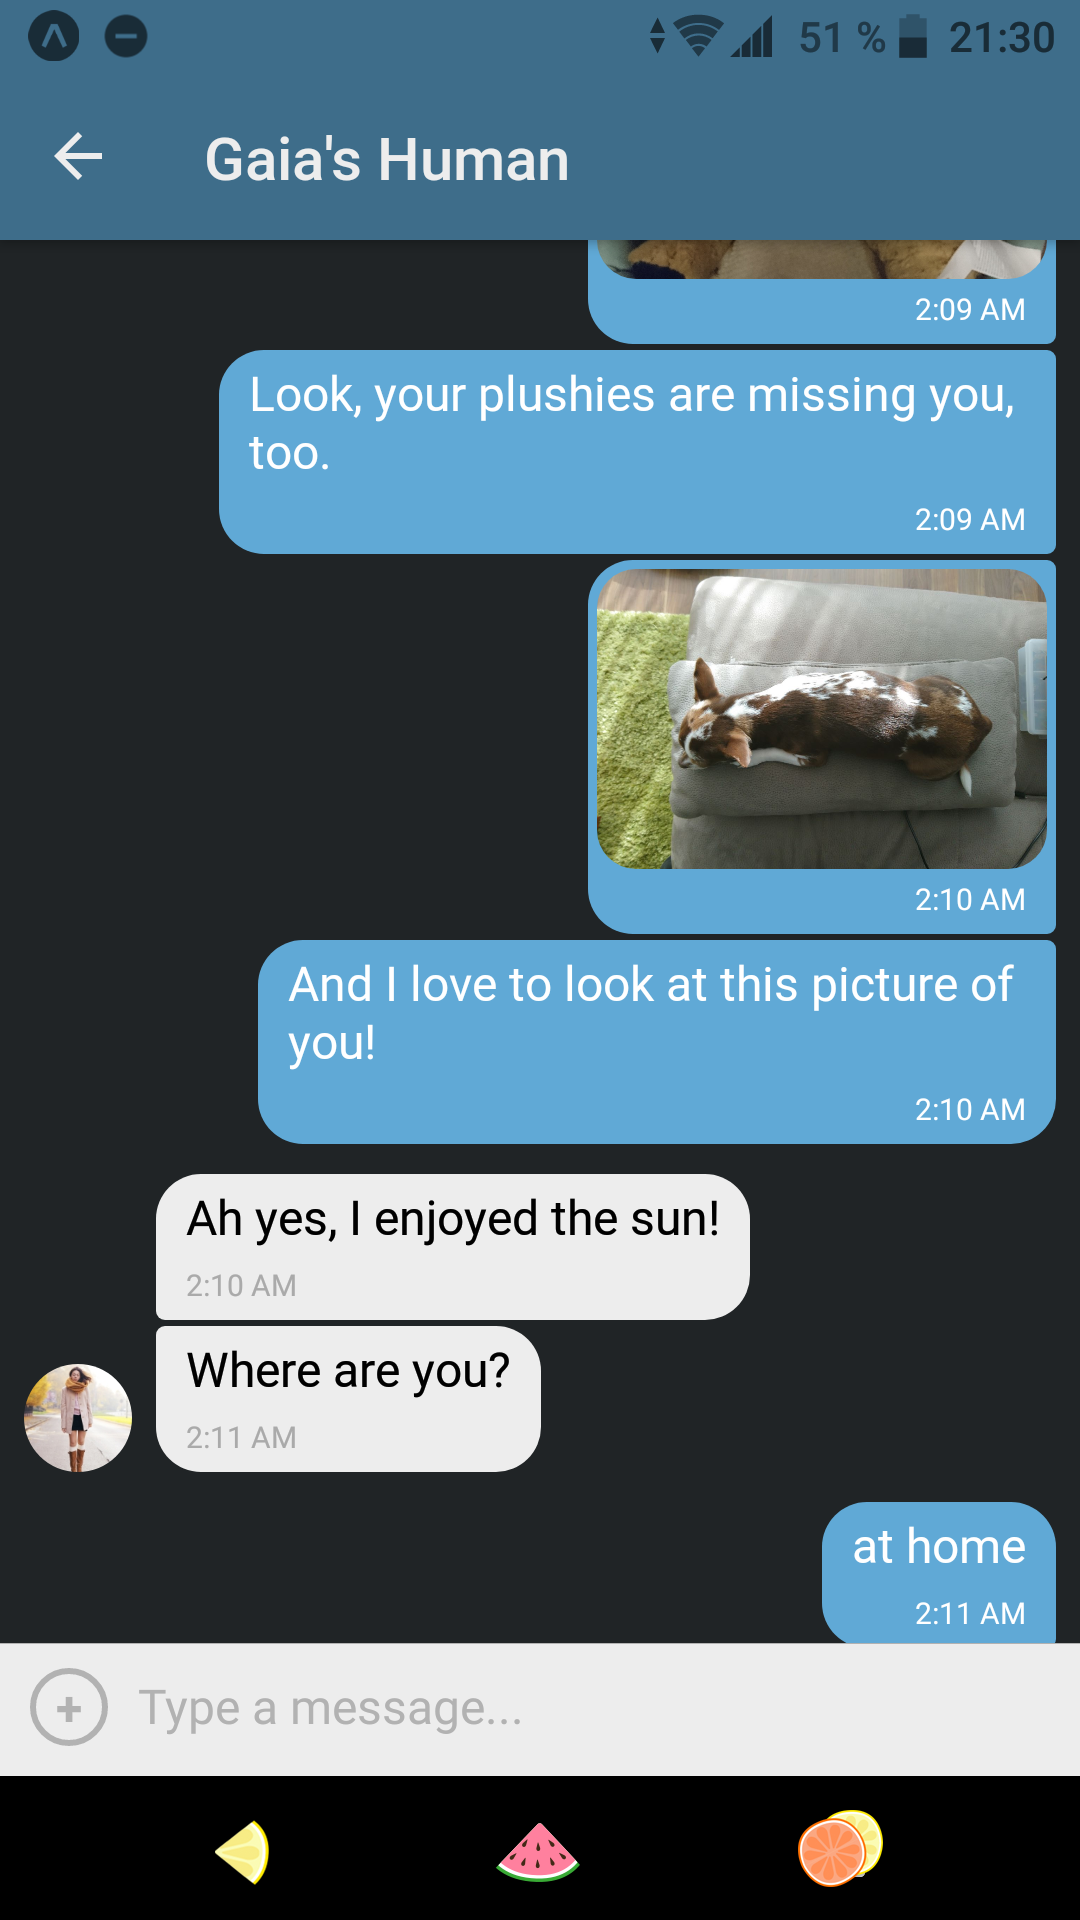 51 % 21:30
Gaia's Human
2:09 AM
Look, your plushies are missing you,
too.
2:09 AM
2:10 AM
And I love to look at this picture of
you!
2:10 AM
Ah yes, I enjoyed the sun!
2:10 AM
Where are you?
2:11 AM
at home
2:11 AM
Type a message...